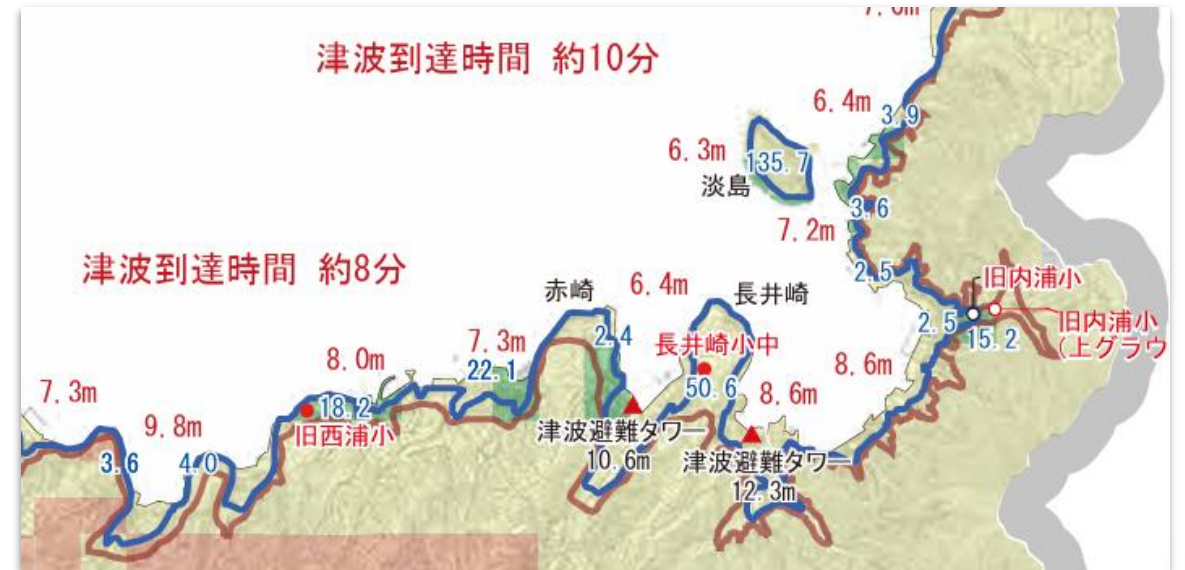 津波到達時間 約10分
6.4m
3.9
6.3m
135.7
淡島
3.6
7.2m
2.5
津波到達時間 約8分
赤崎
6.4m
長井崎
旧内浦小
2.5
15.2
旧内浦小
(上グラウ
7.3m
2.4
長井崎小中
8.0m
22.1
50.6
8.6m
8.6m
7.3m
18.2
旧西浦小
9.8m
津波避難タワー
10.6m
津波避難タワー
12.3m
3.6
4.0